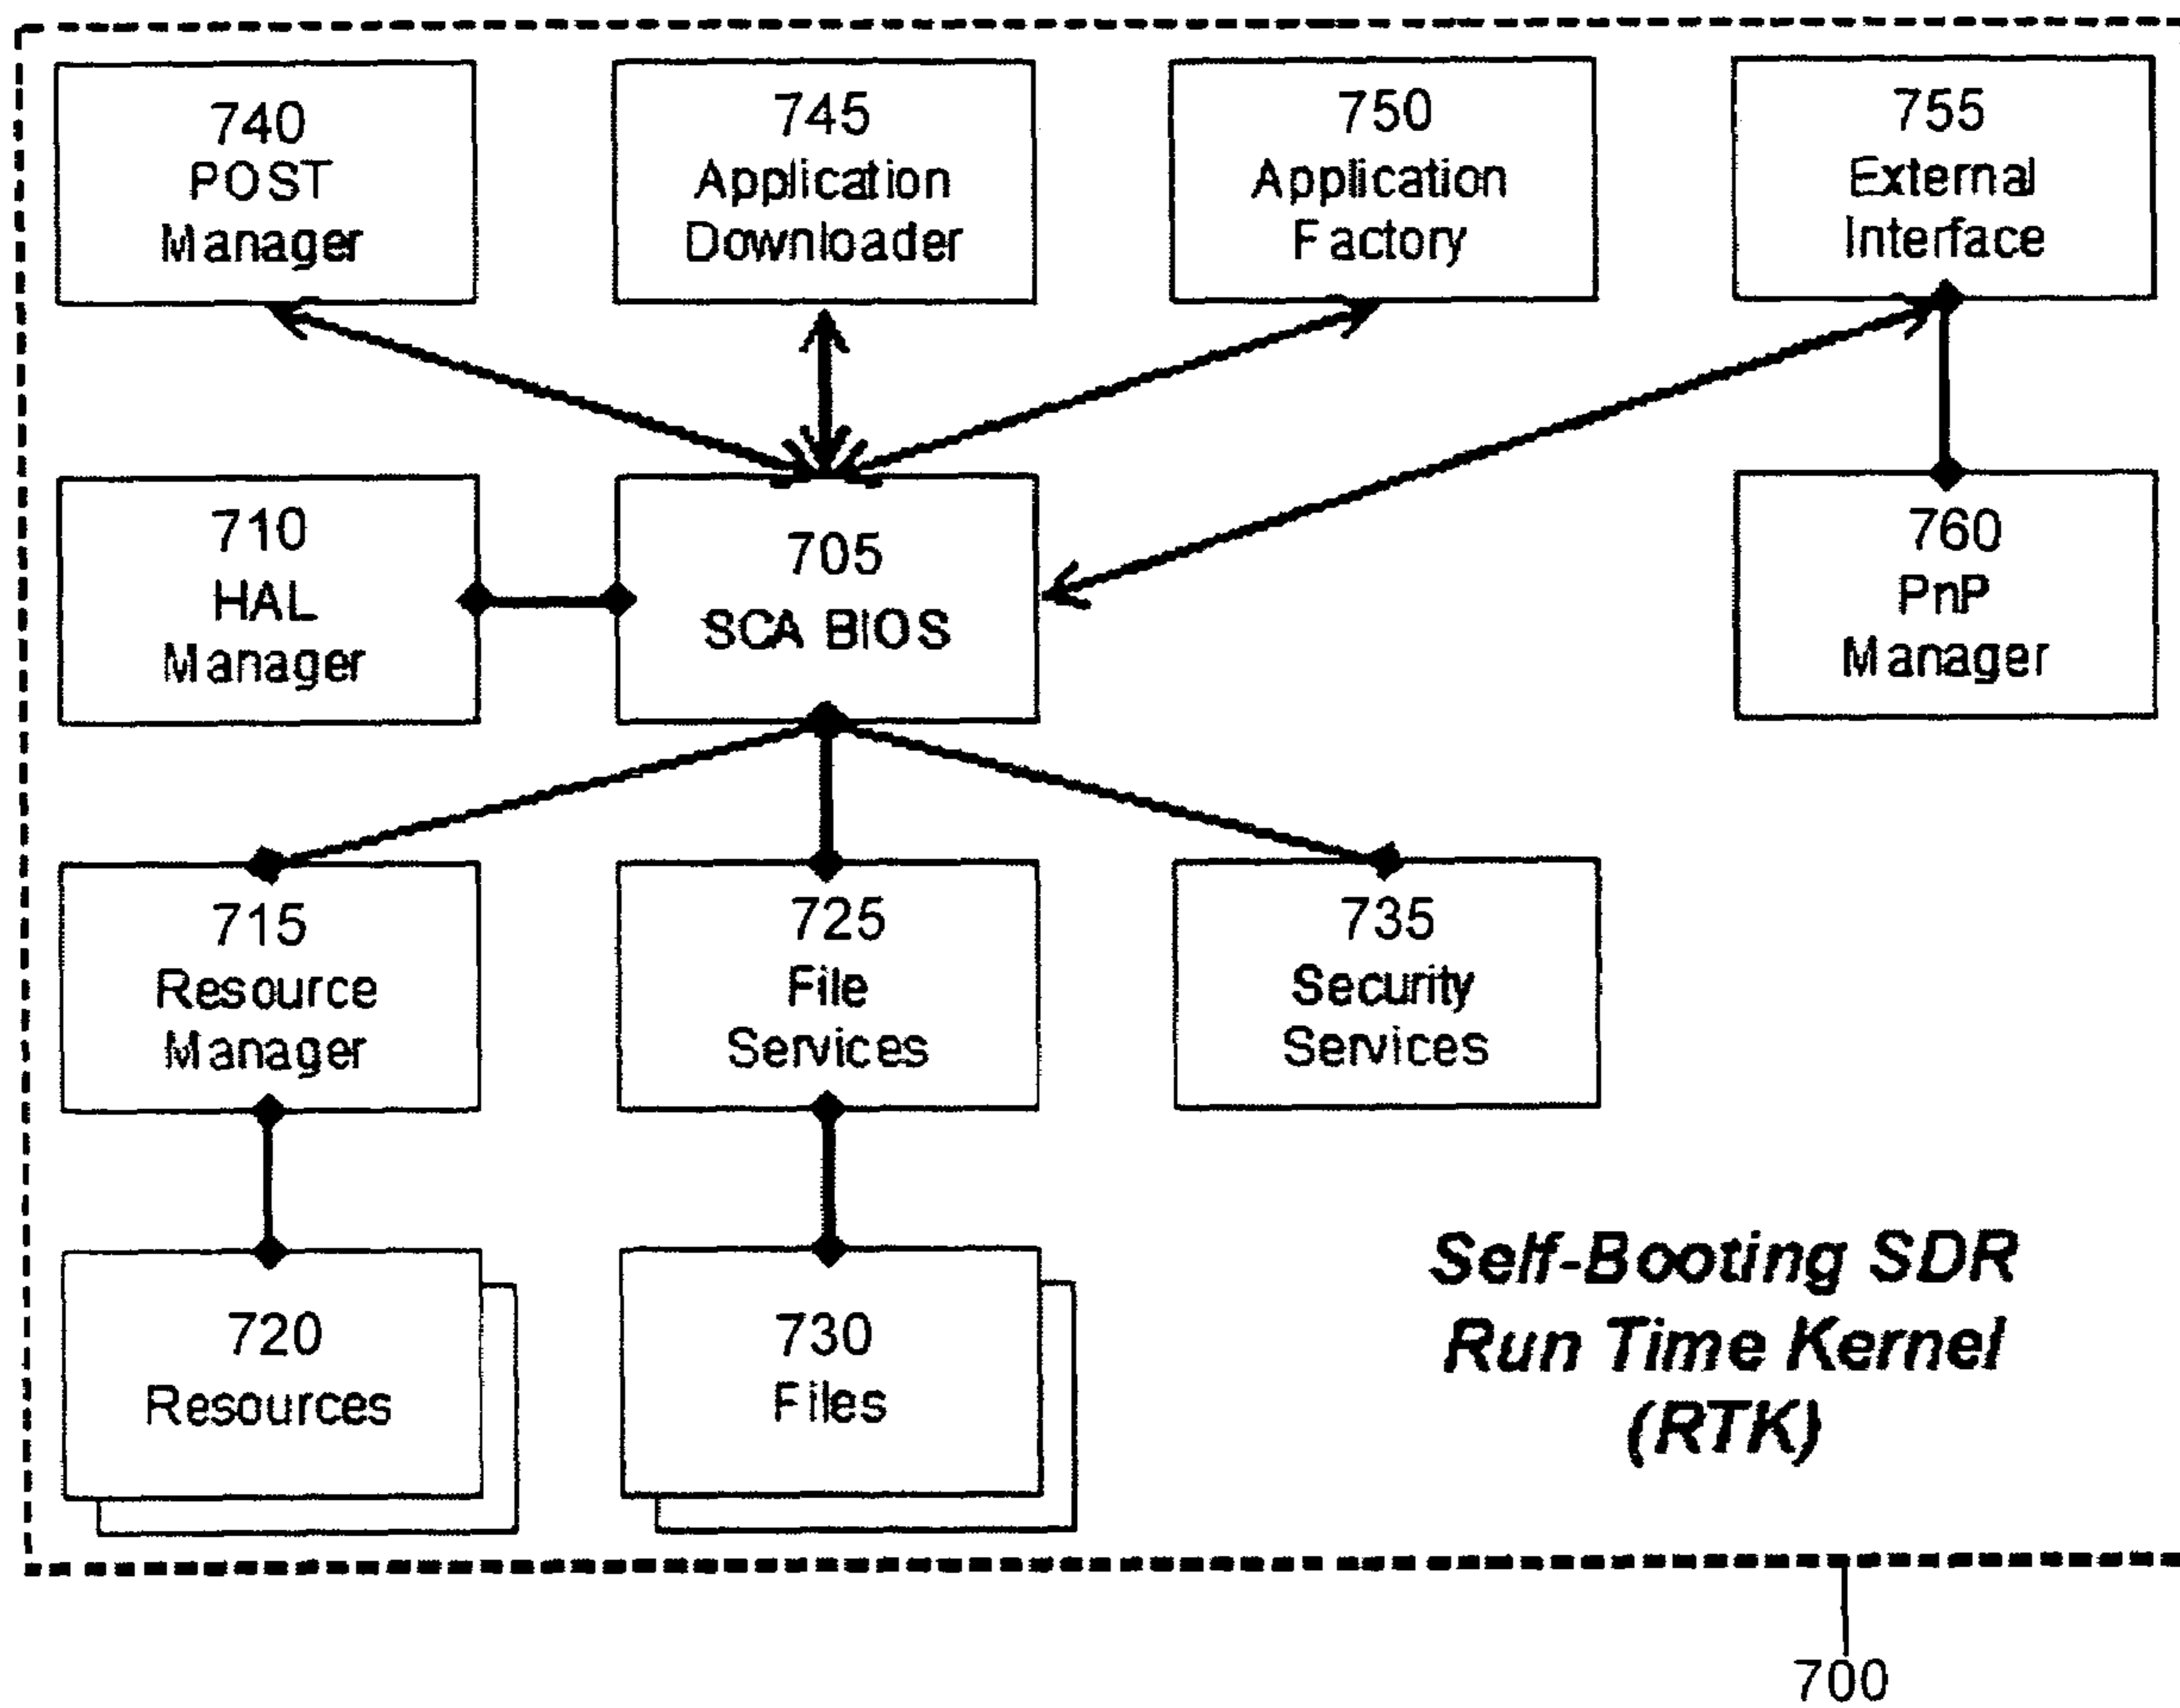 740
POST
Manager
745
Application
Downloader
750
Application
Factory
755
External
Interface
710
HAL
Manager
705
SCA BIOS
760
PnP
Manager
715
Resource
Manager
725
File
Services
735
Security
Services
720
Resources
730
Files
Self-Booting SDR
Run Time Kernel
(RTK)
700